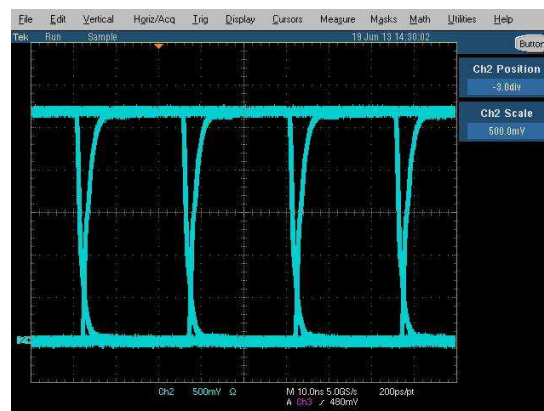 File Edit Vertical Horiz/Acq Trig Display Cursors Measure Masks Math Utilities Help
Tek Run Sample 19 Jun 13 14:30:02
Button
Ch2 Position
-3.0div
Ch2 Scale
500.0mV
Ch2 500mV Ω M 10.0ns 5.0GS/s 200ps/pt
A Ch3 ∕ 480mV